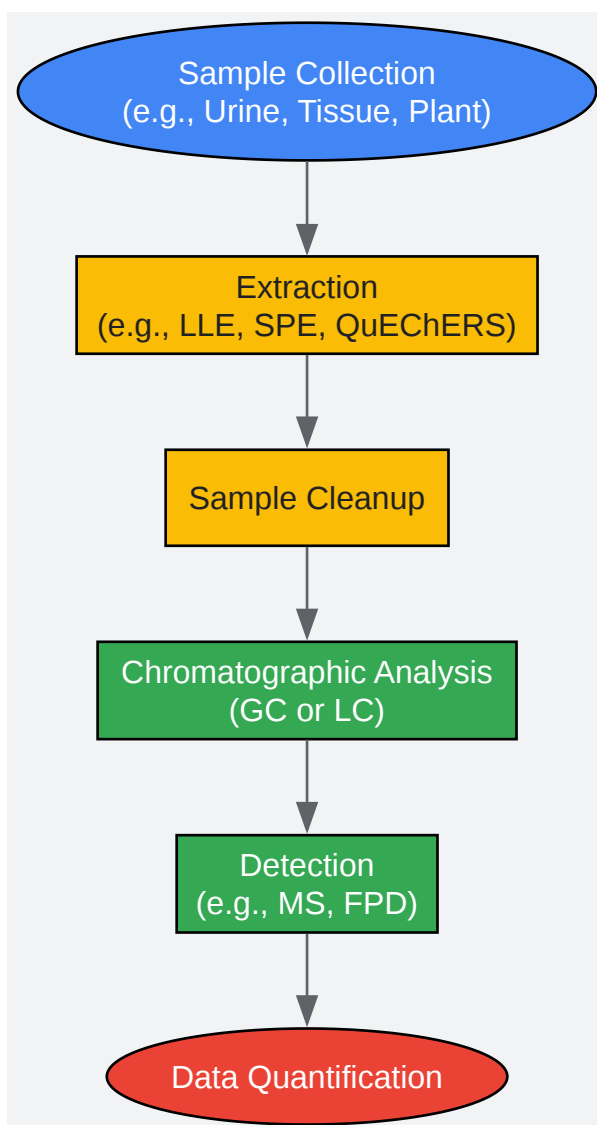 Sample Collection
(e.g., Urine, Tissue, Plant)
Extraction
(e.g., LLE, SPE, QuEChERS)
Sample Cleanup
Chromatographic Analysis
(GC or LC)
Detection
(e.g., MS, FPD)
Data Quantification